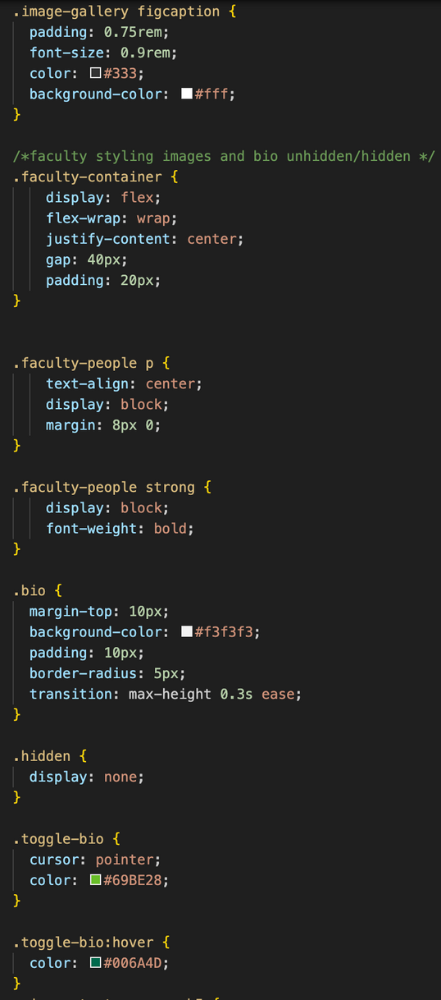 .image-gallery figcaption {
padding: 0.75rem;
font-size: 0.9rem;
color: #333;
background-color: #fff;
}
/*faculty styling images and bio unhidden/hidden */
.faculty-container {
display: flex;
flex-wrap: wrap;
justify-content: center;
gap: 40px;
padding: 20px;
}
.faculty-people p {
text-align: center;
display: block;
margin: 8px 0;
}
.faculty-people strong {
display: block;
font-weight: bold;
}
.bio {
margin-top: 10px;
background-color: #f3f3f3;
padding: 10px;
border-radius: 5px;
transition: max-height 0.3s ease;
}
.hidden {
display: none;
}
.toggle-bio {
cursor: pointer;
color: #69BE28;
}
.toggle-bio:hover {
color: #006A4D;
}